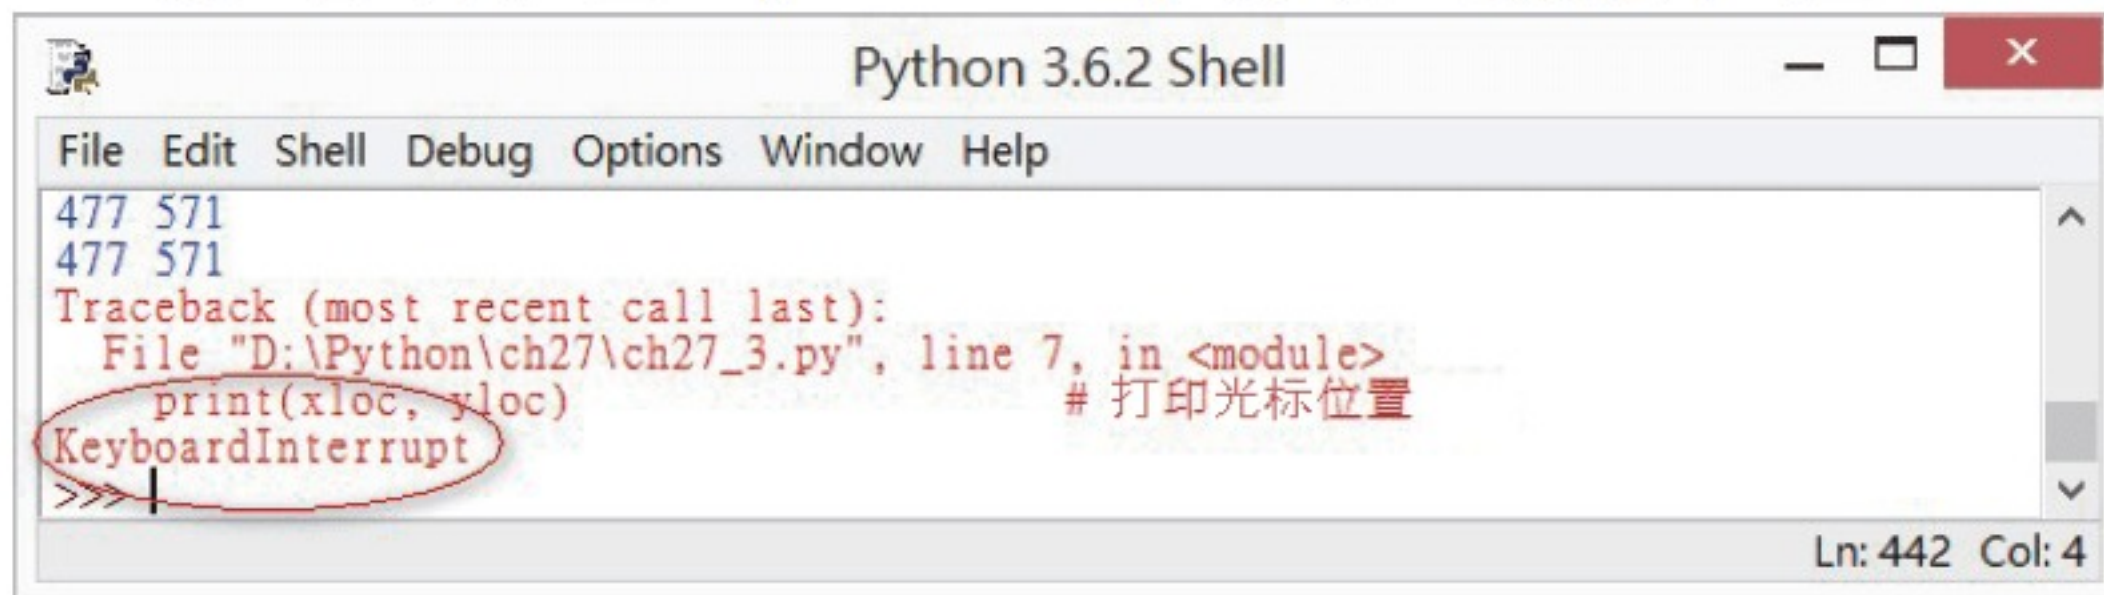 Python 3.6.2 Shell
File Edit Shell Debug Options Window Help
477 571
477 571
Traceback (most recent call last):
  File "D:\Python\ch27\ch27_3.py", line 7, in <module>
    print(xloc, yloc) # 打印光标位置
KeyboardInterrupt
>>>
Ln: 442 Col: 4